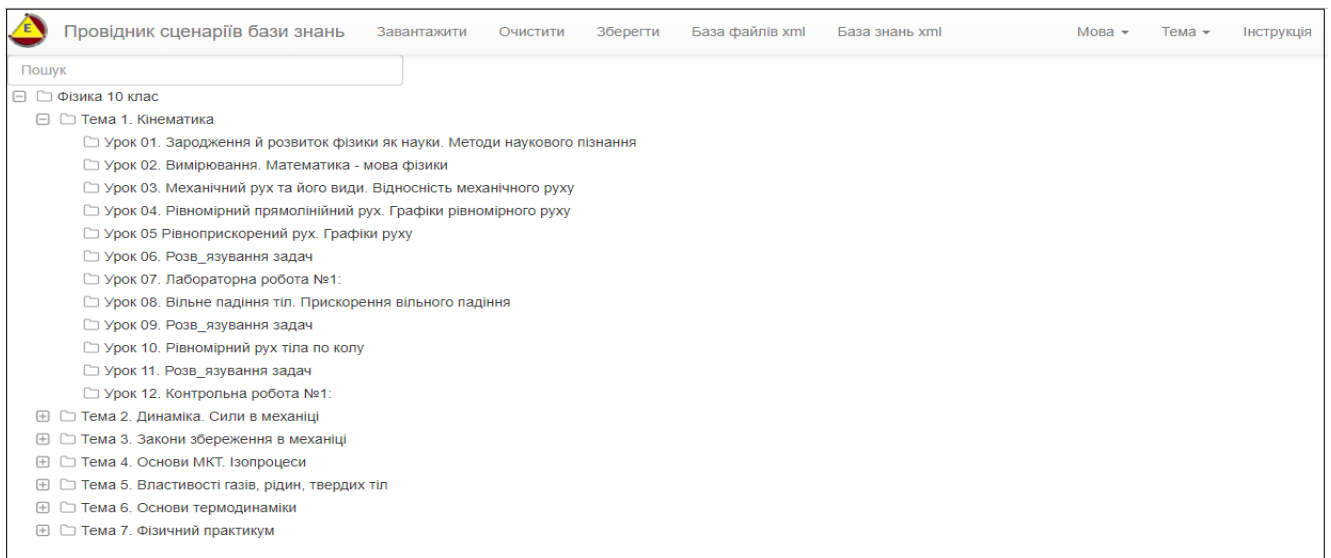 E
Провідник сценаріїв бази знань Завантажити Очистити Зберегти База файлів xml База знань xml Мова Тема Інструкція
Пошук
Фізика 10 клас
Тема 1. Кінематика
Урок 01. Зародження й розвиток фізики як науки. Методи наукового пізнання
Урок 02. Вимірювання. Математика - мова фізики
Урок 03. Механічний рух та його види. Відносність механічного руху
Урок 04. Рівномірний прямолінійний рух. Графіки рівномірного руху
Урок 05 Рівноприскорений рух. Графіки руху
Урок 06. Розв_язування задач
Урок 07. Лабораторна робота №1:
Урок 08. Вільне падіння тіл. Прискорення вільного падіння
Урок 09. Розв_язування задач
Урок 10. Рівномірний рух тіла по колу
Урок 11. Розв_язування задач
Урок 12. Контрольна робота №1:
Тема 2. Динаміка. Сили в механіці
Тема 3. Закони збереження в механіці
Тема 4. Основи МКТ. Ізопроцеси
Тема 5. Властивості газів, рідин, твердих тіл
Тема 6. Основи термодинаміки
Тема 7. Фізичний практикум